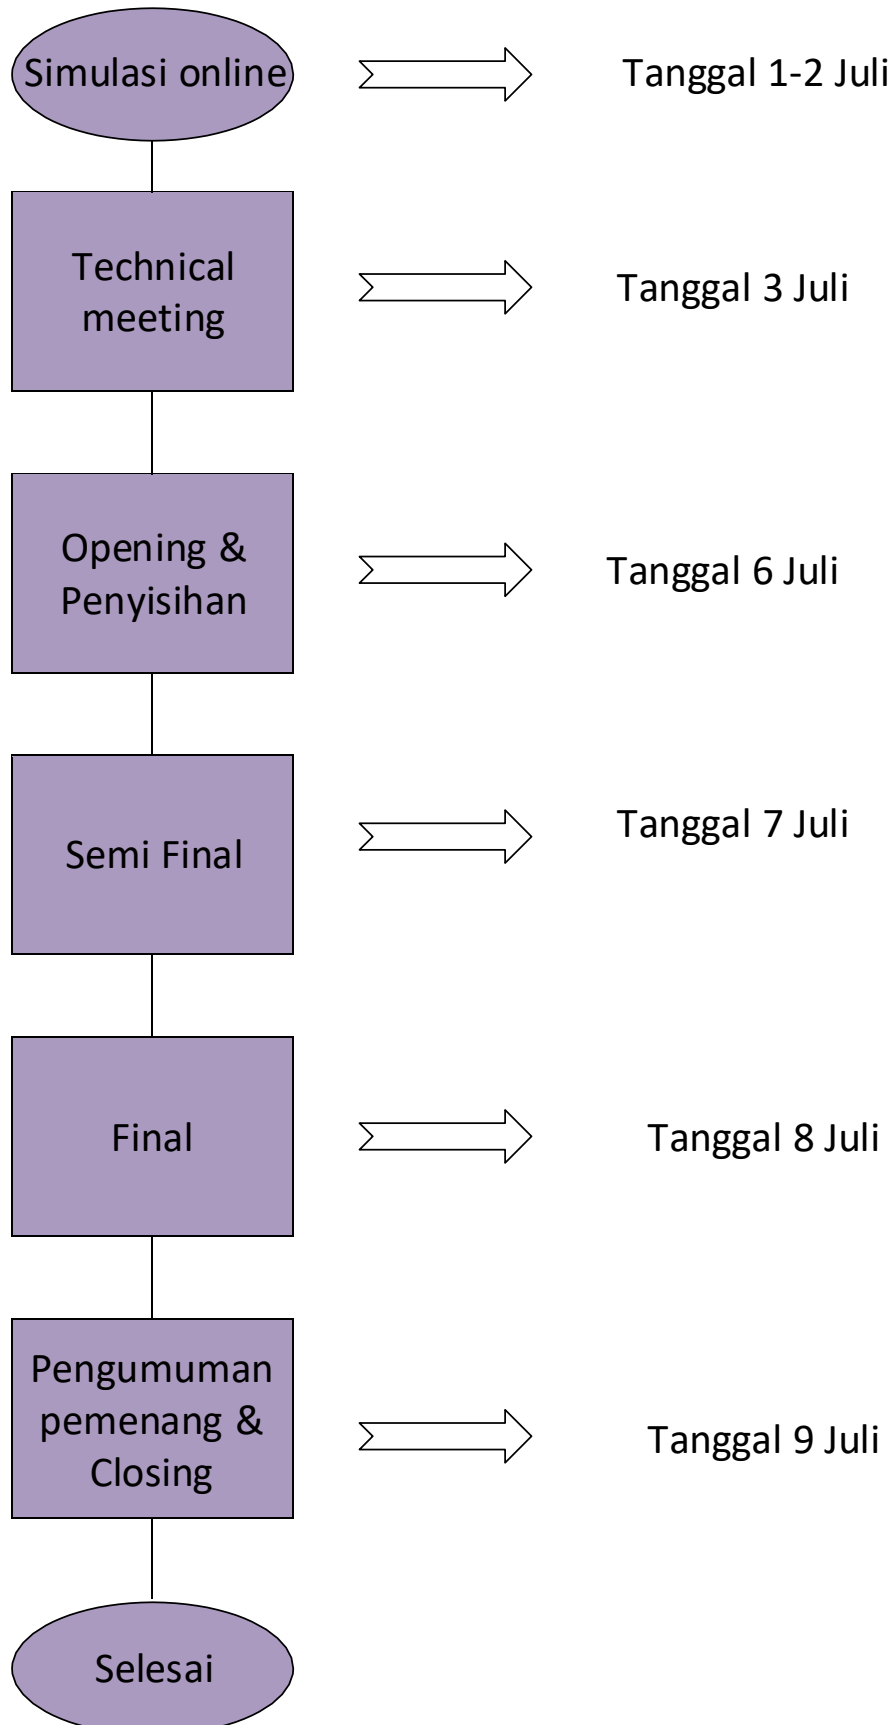 Simulasi online
Tanggal 1-2 Juli
Technical
meeting
Tanggal 3 Juli
Opening &
Penyisihan
Tanggal 6 Juli
Semi Final
Tanggal 7 Juli
Final
Tanggal 8 Juli
Pengumuman
pemenang &
Closing
Tanggal 9 Juli
Selesai